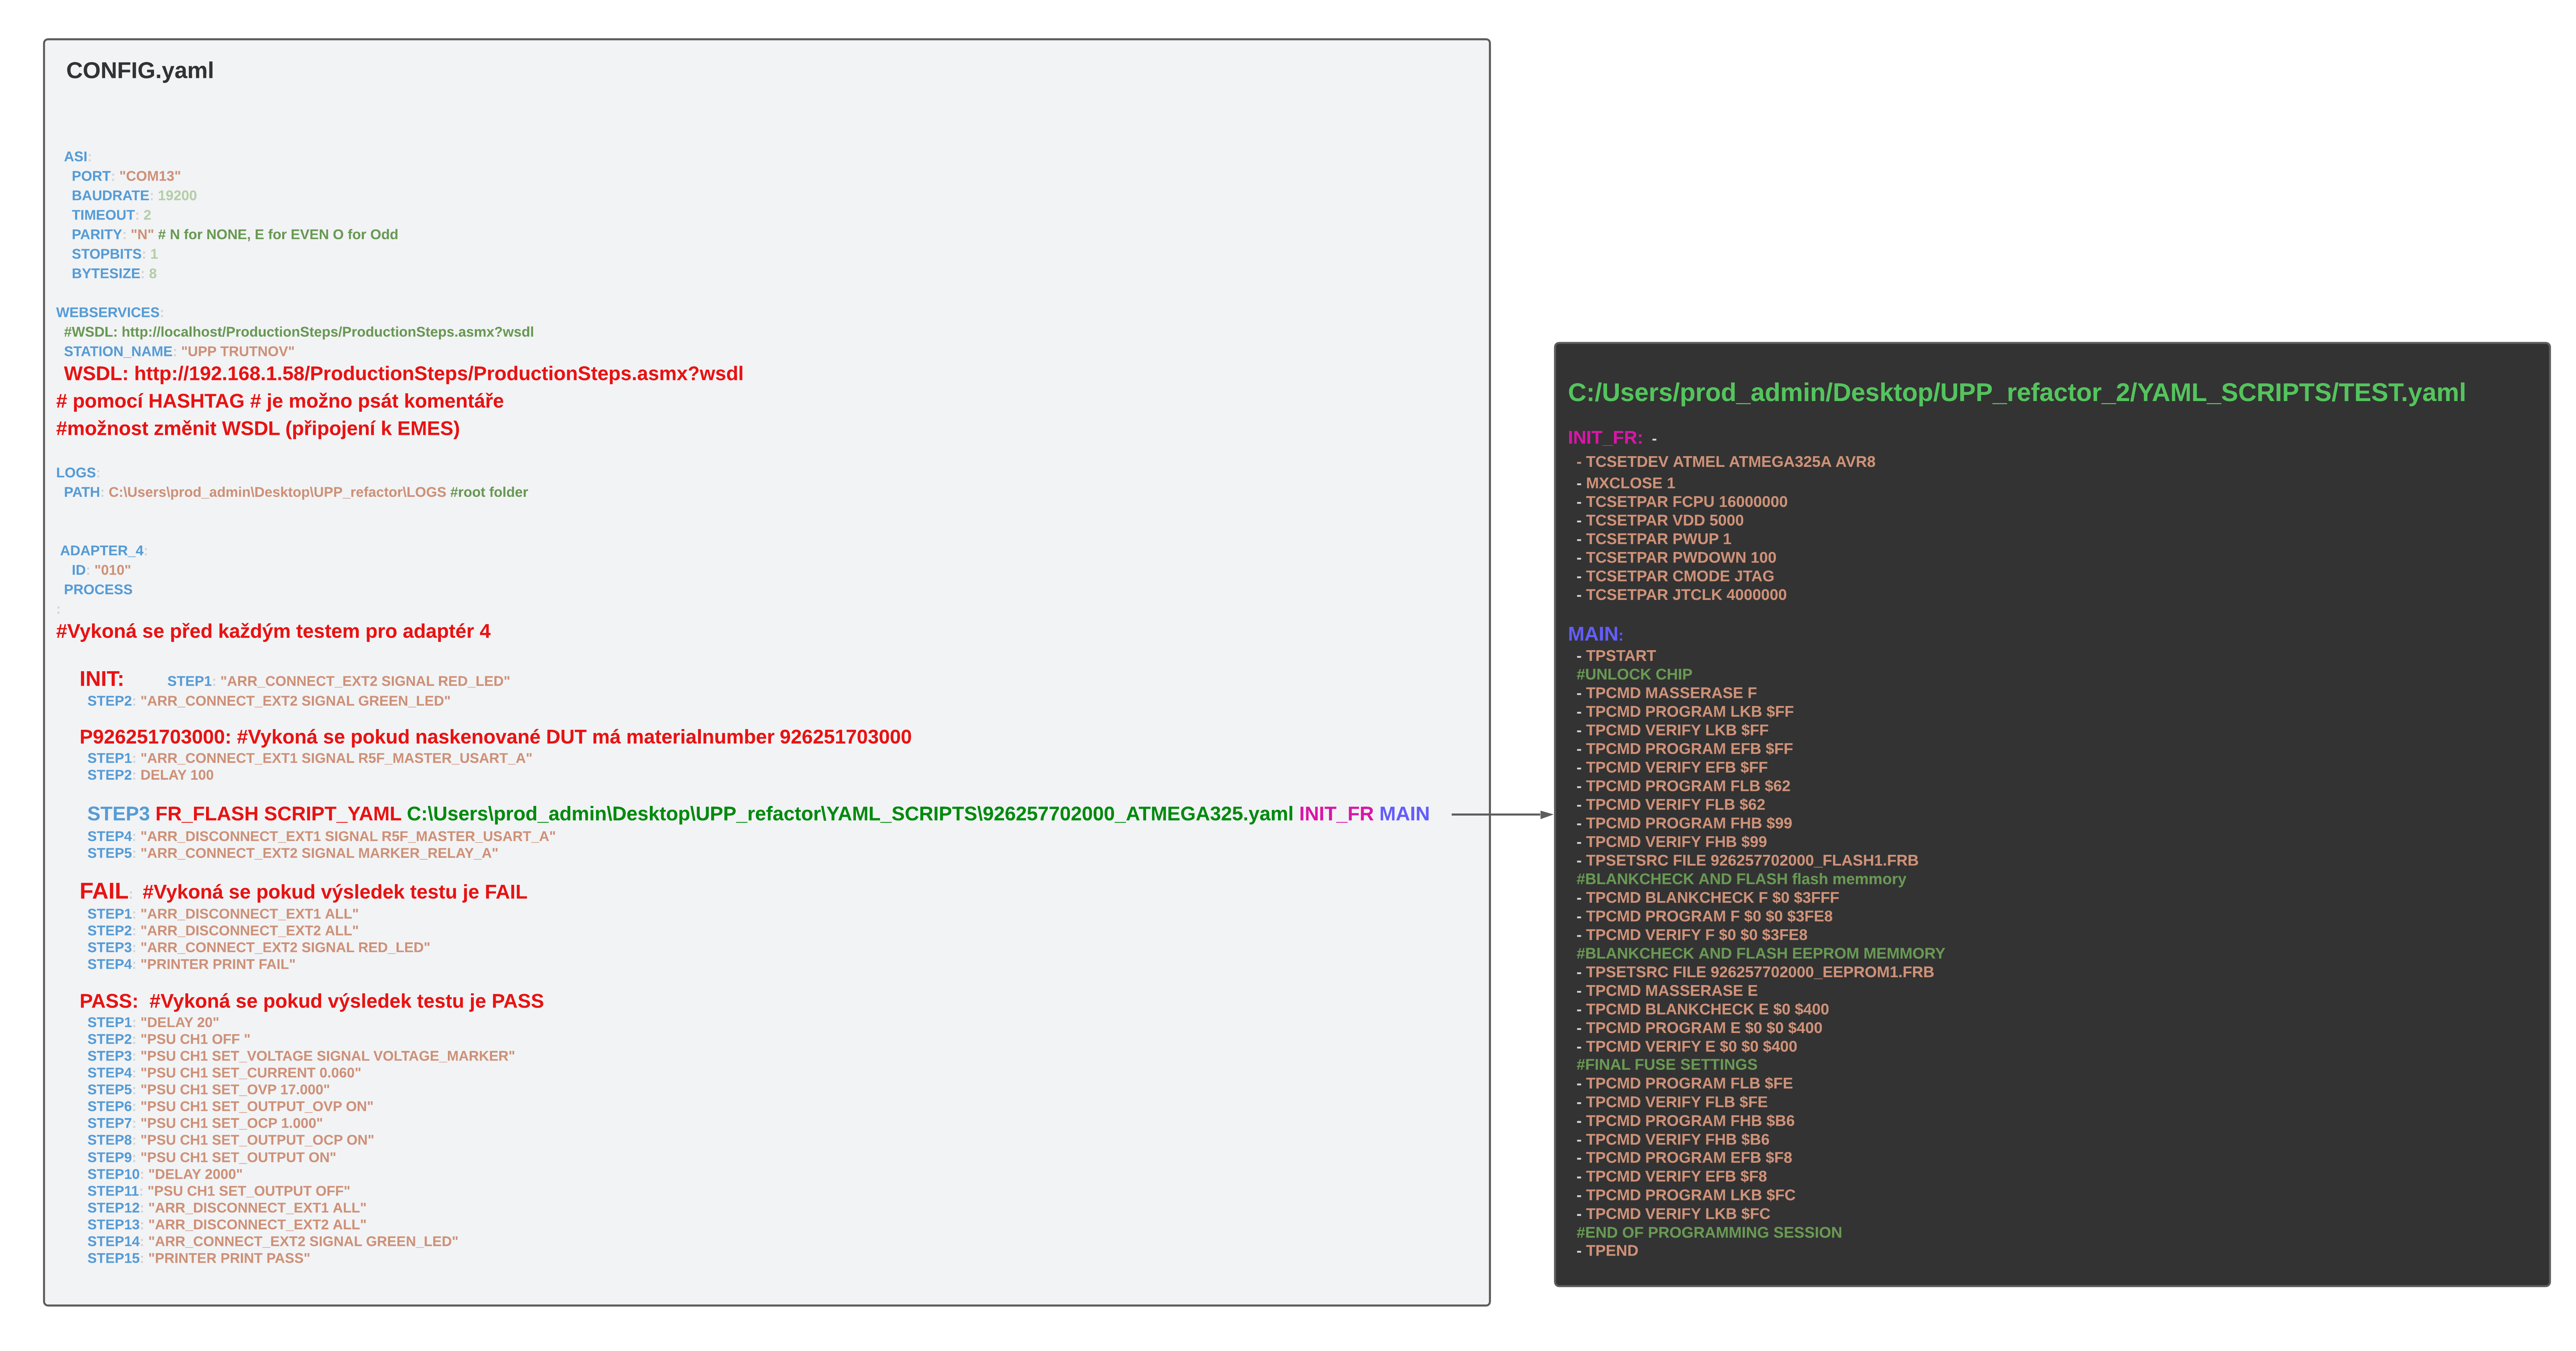 CONFIG.yaml
ASI:
PORT: "COM13"
BAUDRATE: 19200
TIMEOUT: 2
PARITY: "N" # N for NONE, E for EVEN O for Odd
STOPBITS: 1
BYTESIZE: 8
WEBSERVICES:
#WSDL: http://localhost/ProductionSteps/ProductionSteps.asmx?wsdl
STATION_NAME: "UPP TRUTNOV"
WSDL: http://192.168.1.58/ProductionSteps/ProductionSteps.asmx?wsdl
# pomocí HASHTAG # je možno psát komentáře
#možnost změnit WSDL (připojení k EMES)
LOGS:
PATH: C:\Users\prod_admin\Desktop\UPP_refactor\LOGS #root folder
ADAPTER_4:
ID: "010"
PROCESS
:
#Vykoná se před každým testem pro adaptér 4
INIT: STEP1: "ARR_CONNECT_EXT2 SIGNAL RED_LED"
STEP2: "ARR_CONNECT_EXT2 SIGNAL GREEN_LED"
P926251703000: #Vykoná se pokud naskenované DUT má materialnumber 926251703000
STEP1: "ARR_CONNECT_EXT1 SIGNAL R5F_MASTER_USART_A"
STEP2: DELAY 100
STEP3 FR_FLASH SCRIPT_YAML C:\Users\prod_admin\Desktop\UPP_refactor\YAML_SCRIPTS\926257702000_ATMEGA325.yaml INIT_FR MAIN
STEP4: "ARR_DISCONNECT_EXT1 SIGNAL R5F_MASTER_USART_A"
STEP5: "ARR_CONNECT_EXT2 SIGNAL MARKER_RELAY_A"
FAIL: #Vykoná se pokud výsledek testu je FAIL
STEP1: "ARR_DISCONNECT_EXT1 ALL"
STEP2: "ARR_DISCONNECT_EXT2 ALL"
STEP3: "ARR_CONNECT_EXT2 SIGNAL RED_LED"
STEP4: "PRINTER PRINT FAIL"
PASS: #Vykoná se pokud výsledek testu je PASS
STEP1: "DELAY 20"
STEP2: "PSU CH1 OFF "
STEP3: "PSU CH1 SET_VOLTAGE SIGNAL VOLTAGE_MARKER"
STEP4: "PSU CH1 SET_CURRENT 0.060"
STEP5: "PSU CH1 SET_OVP 17.000"
STEP6: "PSU CH1 SET_OUTPUT_OVP ON"
STEP7: "PSU CH1 SET_OCP 1.000"
STEP8: "PSU CH1 SET_OUTPUT_OCP ON"
STEP9: "PSU CH1 SET_OUTPUT ON"
STEP10: "DELAY 2000"
STEP11: "PSU CH1 SET_OUTPUT OFF"
STEP12: "ARR_DISCONNECT_EXT1 ALL"
STEP13: "ARR_DISCONNECT_EXT2 ALL"
STEP14: "ARR_CONNECT_EXT2 SIGNAL GREEN_LED"
STEP15: "PRINTER PRINT PASS"
C:/Users/prod_admin/Desktop/UPP_refactor_2/YAML_SCRIPTS/TEST.yaml
INIT_FR: -
- TCSETDEV ATMEL ATMEGA325A AVR8
- MXCLOSE 1
- TCSETPAR FCPU 16000000
- TCSETPAR VDD 5000
- TCSETPAR PWUP 1
- TCSETPAR PWDOWN 100
- TCSETPAR CMODE JTAG
- TCSETPAR JTCLK 4000000
MAIN:
- TPSTART
#UNLOCK CHIP
- TPCMD MASSERASE F
- TPCMD PROGRAM LKB $FF
- TPCMD VERIFY LKB $FF
- TPCMD PROGRAM EFB $FF
- TPCMD VERIFY EFB $FF
- TPCMD PROGRAM FLB $62
- TPCMD VERIFY FLB $62
- TPCMD PROGRAM FHB $99
- TPCMD VERIFY FHB $99
- TPSETSRC FILE 926257702000_FLASH1.FRB
#BLANKCHECK AND FLASH flash memmory
- TPCMD BLANKCHECK F $0 $3FFF
- TPCMD PROGRAM F $0 $0 $3FE8
- TPCMD VERIFY F $0 $0 $3FE8
#BLANKCHECK AND FLASH EEPROM MEMMORY
- TPSETSRC FILE 926257702000_EEPROM1.FRB
- TPCMD MASSERASE E
- TPCMD BLANKCHECK E $0 $400
- TPCMD PROGRAM E $0 $0 $400
- TPCMD VERIFY E $0 $0 $400
#FINAL FUSE SETTINGS
- TPCMD PROGRAM FLB $FE
- TPCMD VERIFY FLB $FE
- TPCMD PROGRAM FHB $B6
- TPCMD VERIFY FHB $B6
- TPCMD PROGRAM EFB $F8
- TPCMD VERIFY EFB $F8
- TPCMD PROGRAM LKB $FC
- TPCMD VERIFY LKB $FC
#END OF PROGRAMMING SESSION
- TPEND